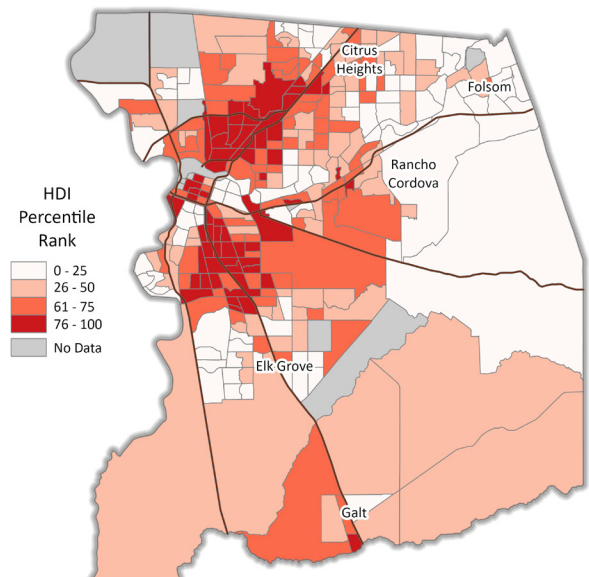 Citrus
Heights
Folsom
Rancho
Cordova
HDI
Percentile
Rank
0 - 25
26 - 50
61 - 75
76 - 100
No Data
Elk Grove
Galt